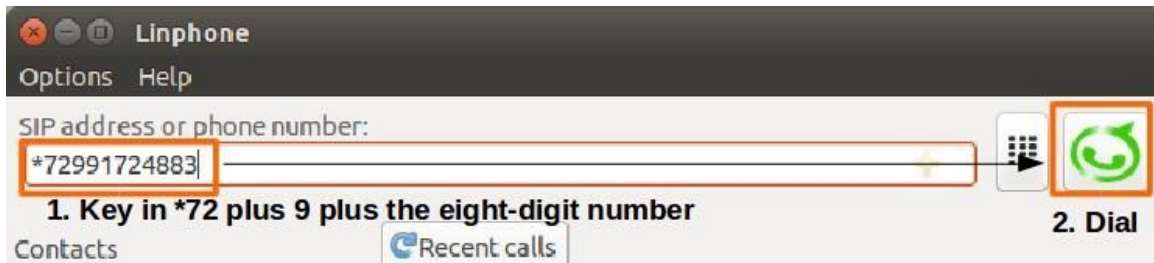 Linphone
Options Help
SIP address or phone number:
*72991724883
1. Key in *72 plus 9 plus the eight-digit number
2. Dial
Contacts
Recent calls